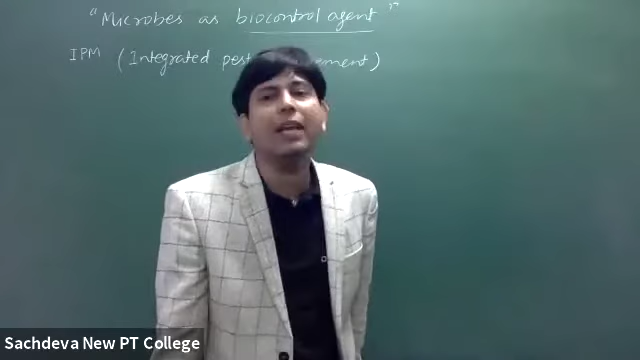 "Microbes as biocontrol agent"
IPM (Integrated pest ement)
Sachdeva New PT College